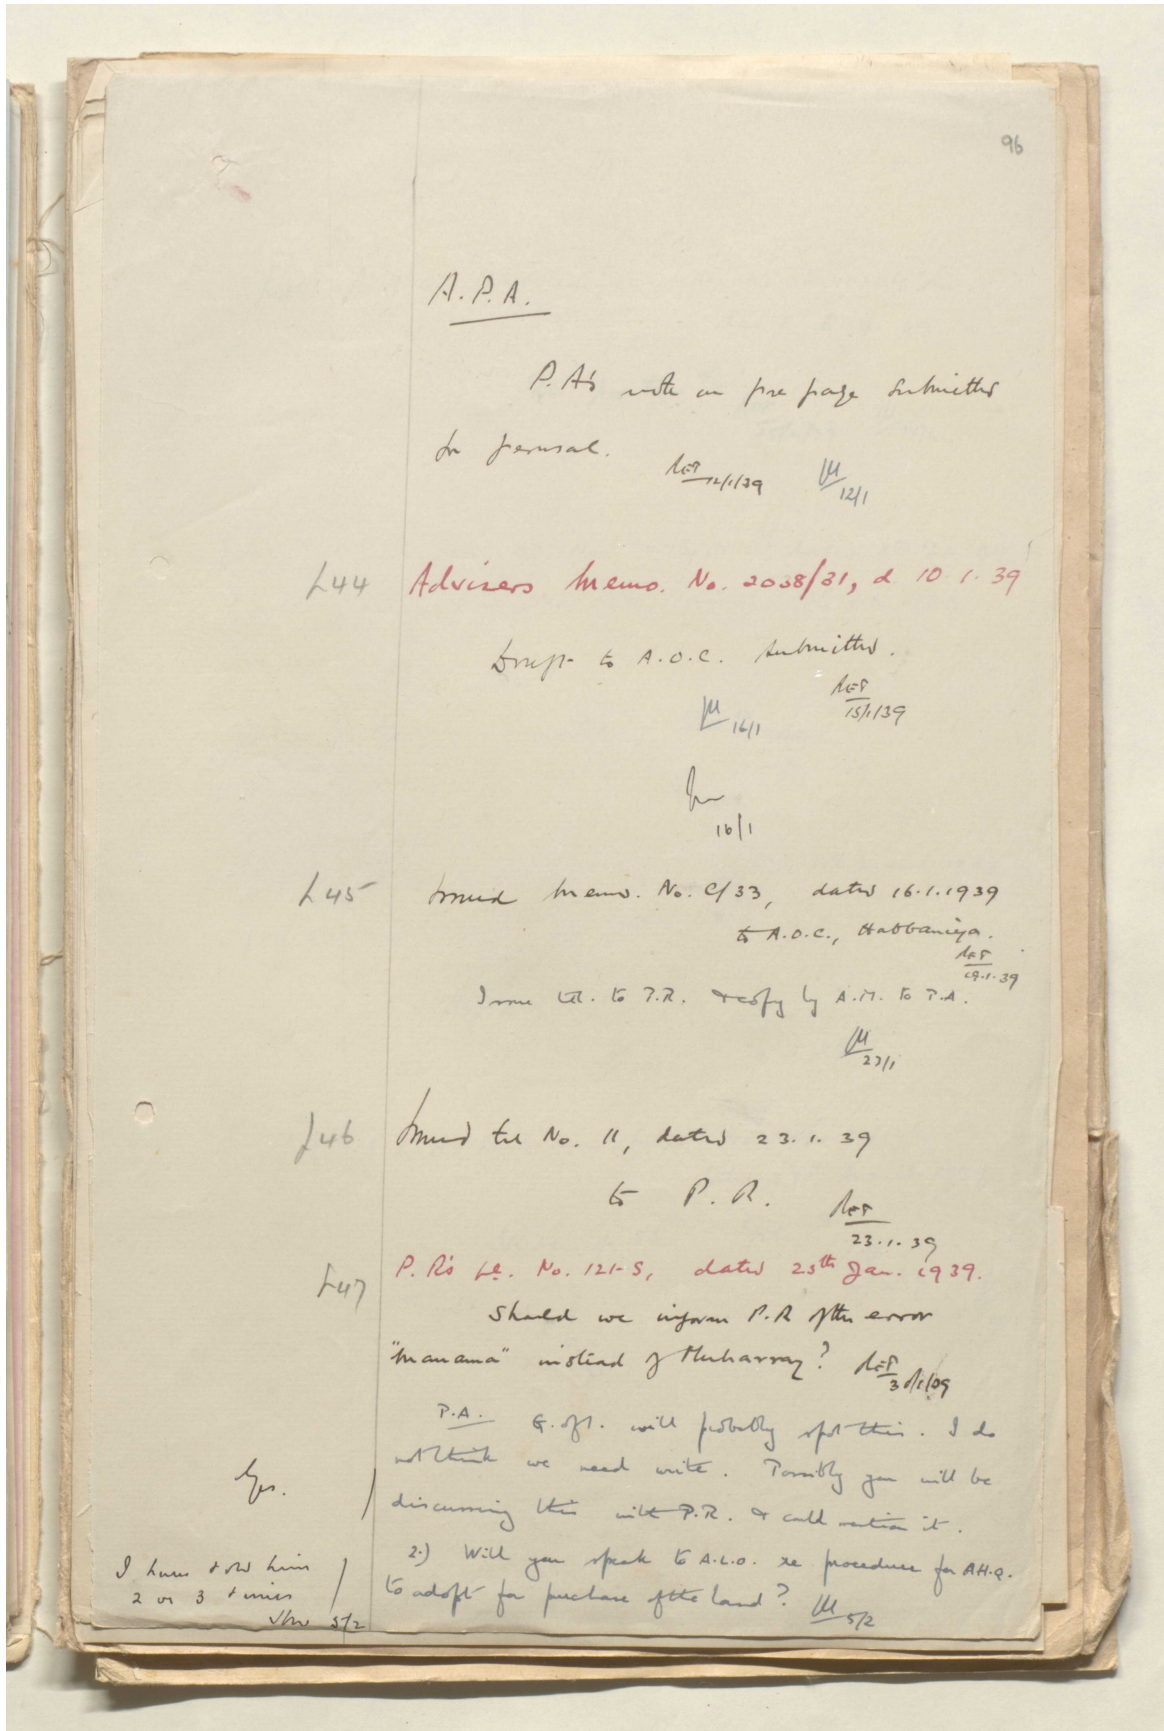 96
A.P.A.
P.A's note on pre page submitted
for perusal.
12/1/39
12/1
L44 Advisers Memo. No. 2038/31, d 10.1.39
Draft to A.O.C. submitted.
15/1/39
16/1
16/1
L45 Issued Memo. No. C/33, dated 16.1.1939
to A.O.C., Habbaniya.
19.1.39
Issue tel. to P.R. & copy by A.M. to P.A.
23/1
L46 Issued tel No. 11, dated 23.1.39
to P.R.
23.1.39
L47 P.R's Le. No. 121-S, dated 25th Jan. 1939.
Should we inform P.R of the error
"Manama" instead of Muharraq?
P.A. G. of I. will probably spot this. I do
not think we need write. Possibly you will be
discussing this with P.R. & could mention it.
Yes.
2.) Will you speak to A.L.O. re procedure for AH.Q.
to adopt for purchase of the land?
5/2
I have told him
2 or 3 times
5/2